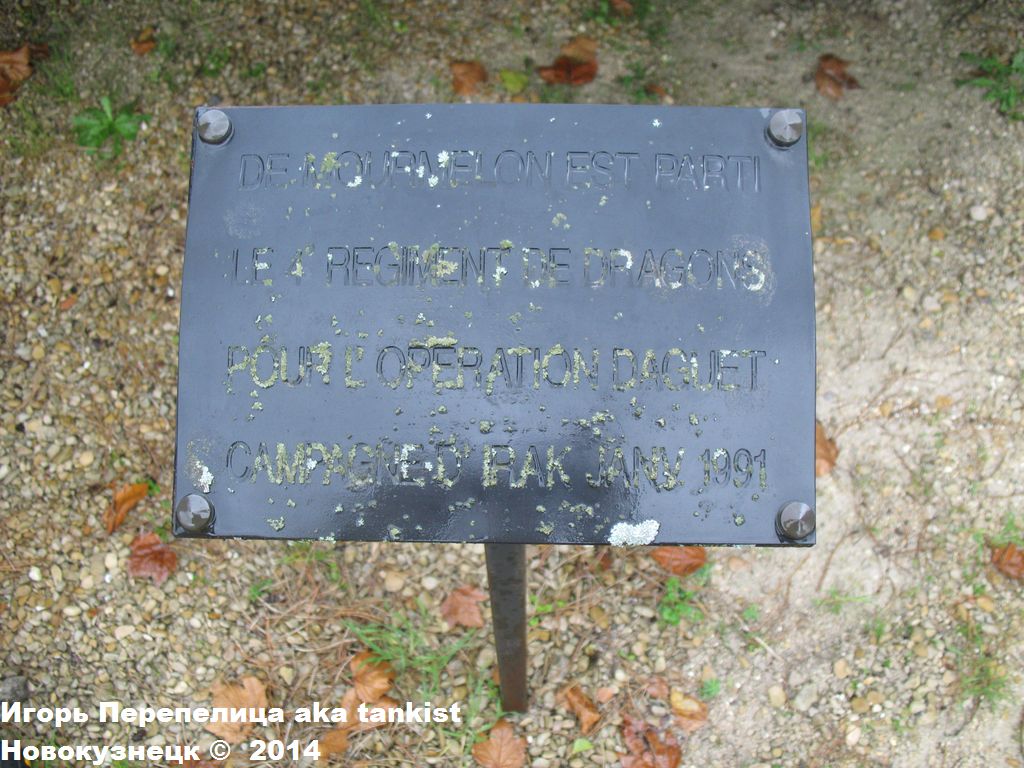 DE MOURMELON EST PARTI
LE 4° REGIMENT DE DRAGONS
POUR L' OPERATION DAGUET
CAMPAGNE D' IRAK JANV. 1991
Игорь Перепелица aka tankist
Новокузнецк © 2014